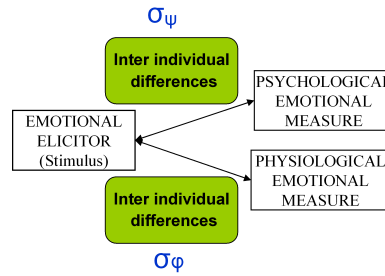 σψ
Inter individual
differences
PSYCHOLOGICAL
EMOTIONAL
MEASURE
EMOTIONAL
ELICITOR
(Stimulus)
PHYSIOLOGICAL
EMOTIONAL
MEASURE
Inter individual
differences
σφ